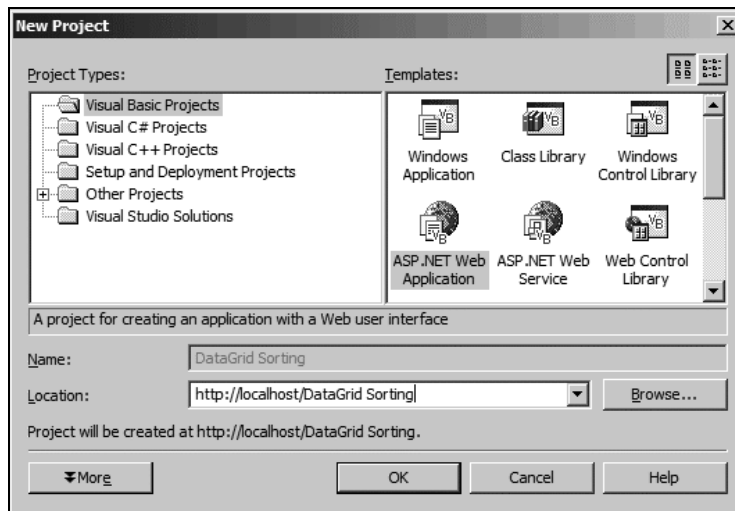 New Project
Project Types:
Templates:
Visual Basic Projects
Visual C# Projects
Visual C++ Projects
Setup and Deployment Projects
Other Projects
Visual Studio Solutions
Windows Application
Class Library
Windows Control Library
ASP.NET Web Application
ASP.NET Web Service
Web Control Library
A project for creating an application with a Web user interface
Name:
DataGrid Sorting
Location:
http://localhost/DataGrid Sorting
Browse...
Project will be created at http://localhost/DataGrid Sorting.
More
OK
Cancel
Help